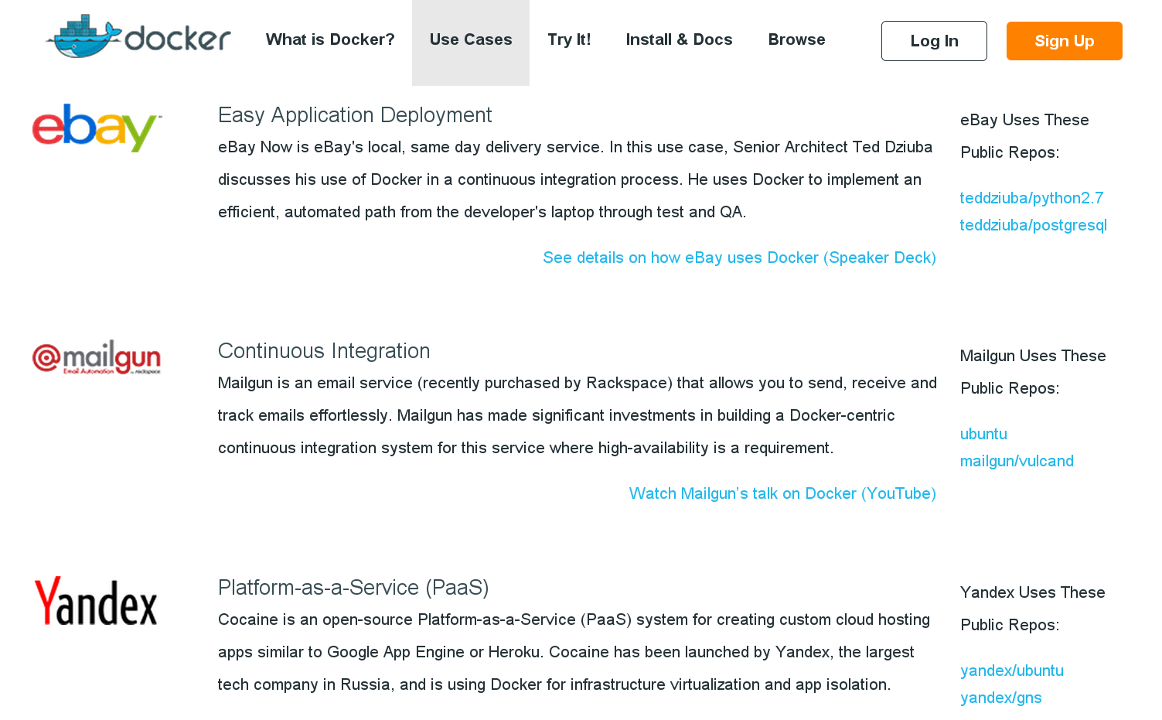 docker
What is Docker?
Use Cases
Try It!
Install & Docs
Browse
Log In
Sign Up
ebay
Easy Application Deployment
eBay Now is eBay's local, same day delivery service. In this use case, Senior Architect Ted Dziuba
discusses his use of Docker in a continuous integration process. He uses Docker to implement an
efficient, automated path from the developer's laptop through test and QA.
See details on how eBay uses Docker (Speaker Deck)
eBay Uses These
Public Repos:
teddziuba/python2.7
teddziuba/postgresql
@mailgun
Email Automation by rackspace
Continuous Integration
Mailgun is an email service (recently purchased by Rackspace) that allows you to send, receive and
track emails effortlessly. Mailgun has made significant investments in building a Docker-centric
continuous integration system for this service where high-availability is a requirement.
Watch Mailgun's talk on Docker (YouTube)
Mailgun Uses These
Public Repos:
ubuntu
mailgun/vulcand
Yandex
Platform-as-a-Service (PaaS)
Cocaine is an open-source Platform-as-a-Service (PaaS) system for creating custom cloud hosting
apps similar to Google App Engine or Heroku. Cocaine has been launched by Yandex, the largest
tech company in Russia, and is using Docker for infrastructure virtualization and app isolation.
Yandex Uses These
Public Repos:
yandex/ubuntu
yandex/gns